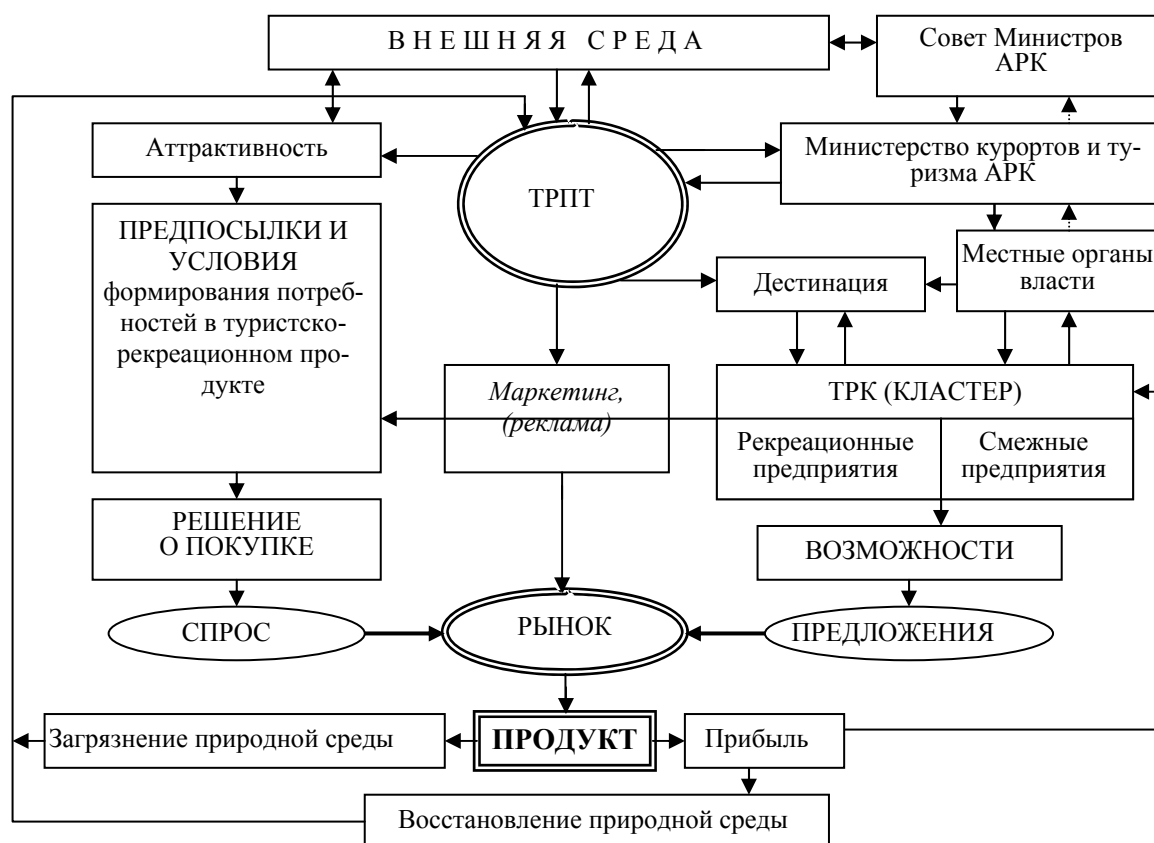 В Н Е Ш Н Я Я  С Р Е Д А
Совет Министров
АРК
Аттрактивность
ТРПТ
Министерство курортов и ту-
ризма АРК
ПРЕДПОСЫЛКИ И
УСЛОВИЯ
формирования потреб-
ностей в туристско-
рекреационном про-
дукте
Дестинация
Местные органы
власти
Маркетинг,
(реклама)
ТРК (КЛАСТЕР)
Рекреационные
предприятия
Смежные
предприятия
РЕШЕНИЕ
О ПОКУПКЕ
ВОЗМОЖНОСТИ
СПРОС
РЫНОК
ПРЕДЛОЖЕНИЯ
Загрязнение природной среды
ПРОДУКТ
Прибыль
Восстановление природной среды